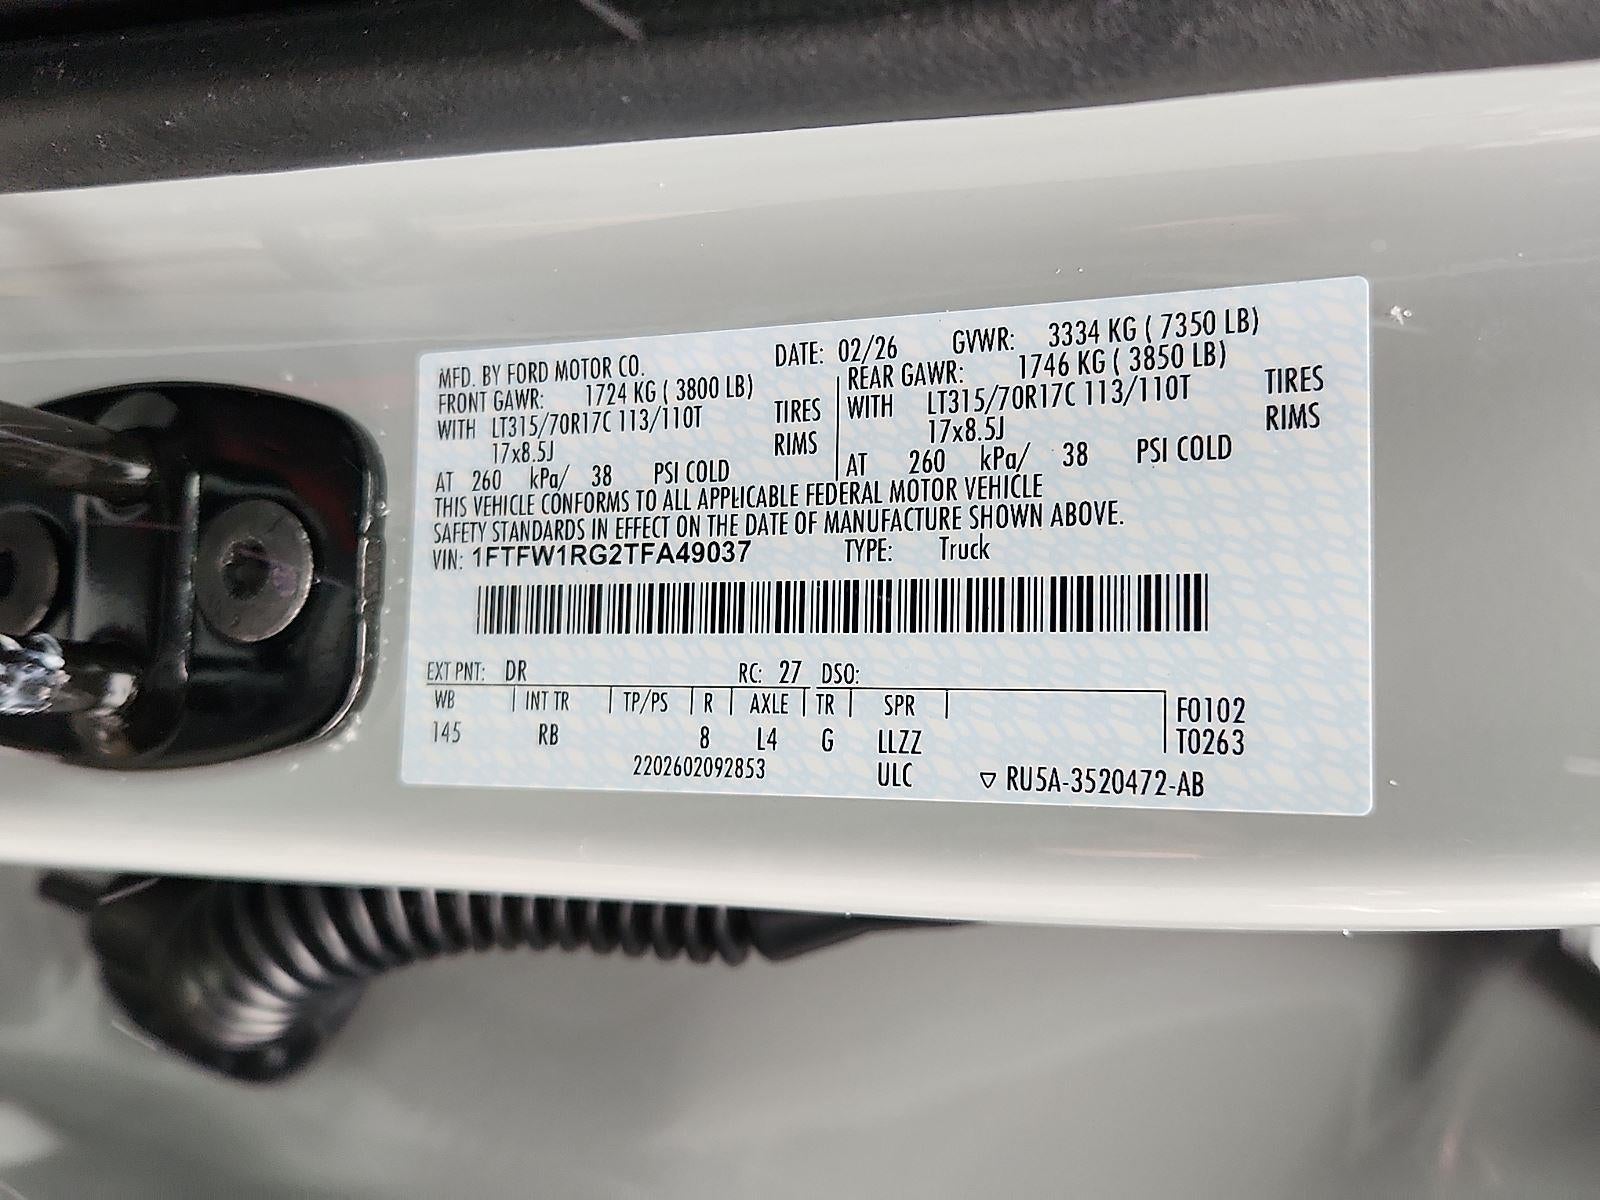 MFD. BY FORD MOTOR CO. DATE: 02/26 GVWR: 3334 KG ( 7350 LB)
FRONT GAWR: 1724 KG ( 3800 LB) REAR GAWR: 1746 KG ( 3850 LB)
WITH LT315/70R17C 113/110T TIRES WITH LT315/70R17C 113/110T TIRES
17x8.5J RIMS 17x8.5J RIMS
AT 260 kPa/ 38 PSI COLD AT 260 kPa/ 38 PSI COLD
THIS VEHICLE CONFORMS TO ALL APPLICABLE FEDERAL MOTOR VEHICLE
SAFETY STANDARDS IN EFFECT ON THE DATE OF MANUFACTURE SHOWN ABOVE.
VIN: 1FTFW1RG2TFA49037 TYPE: Truck
EXT PNT: DR RC: 27 DSO:
WB INT TR TP/PS R AXLE TR SPR F0102
145 RB 8 L4 G LLZZ T0263
2202602092853 ULC RU5A-3520472-AB